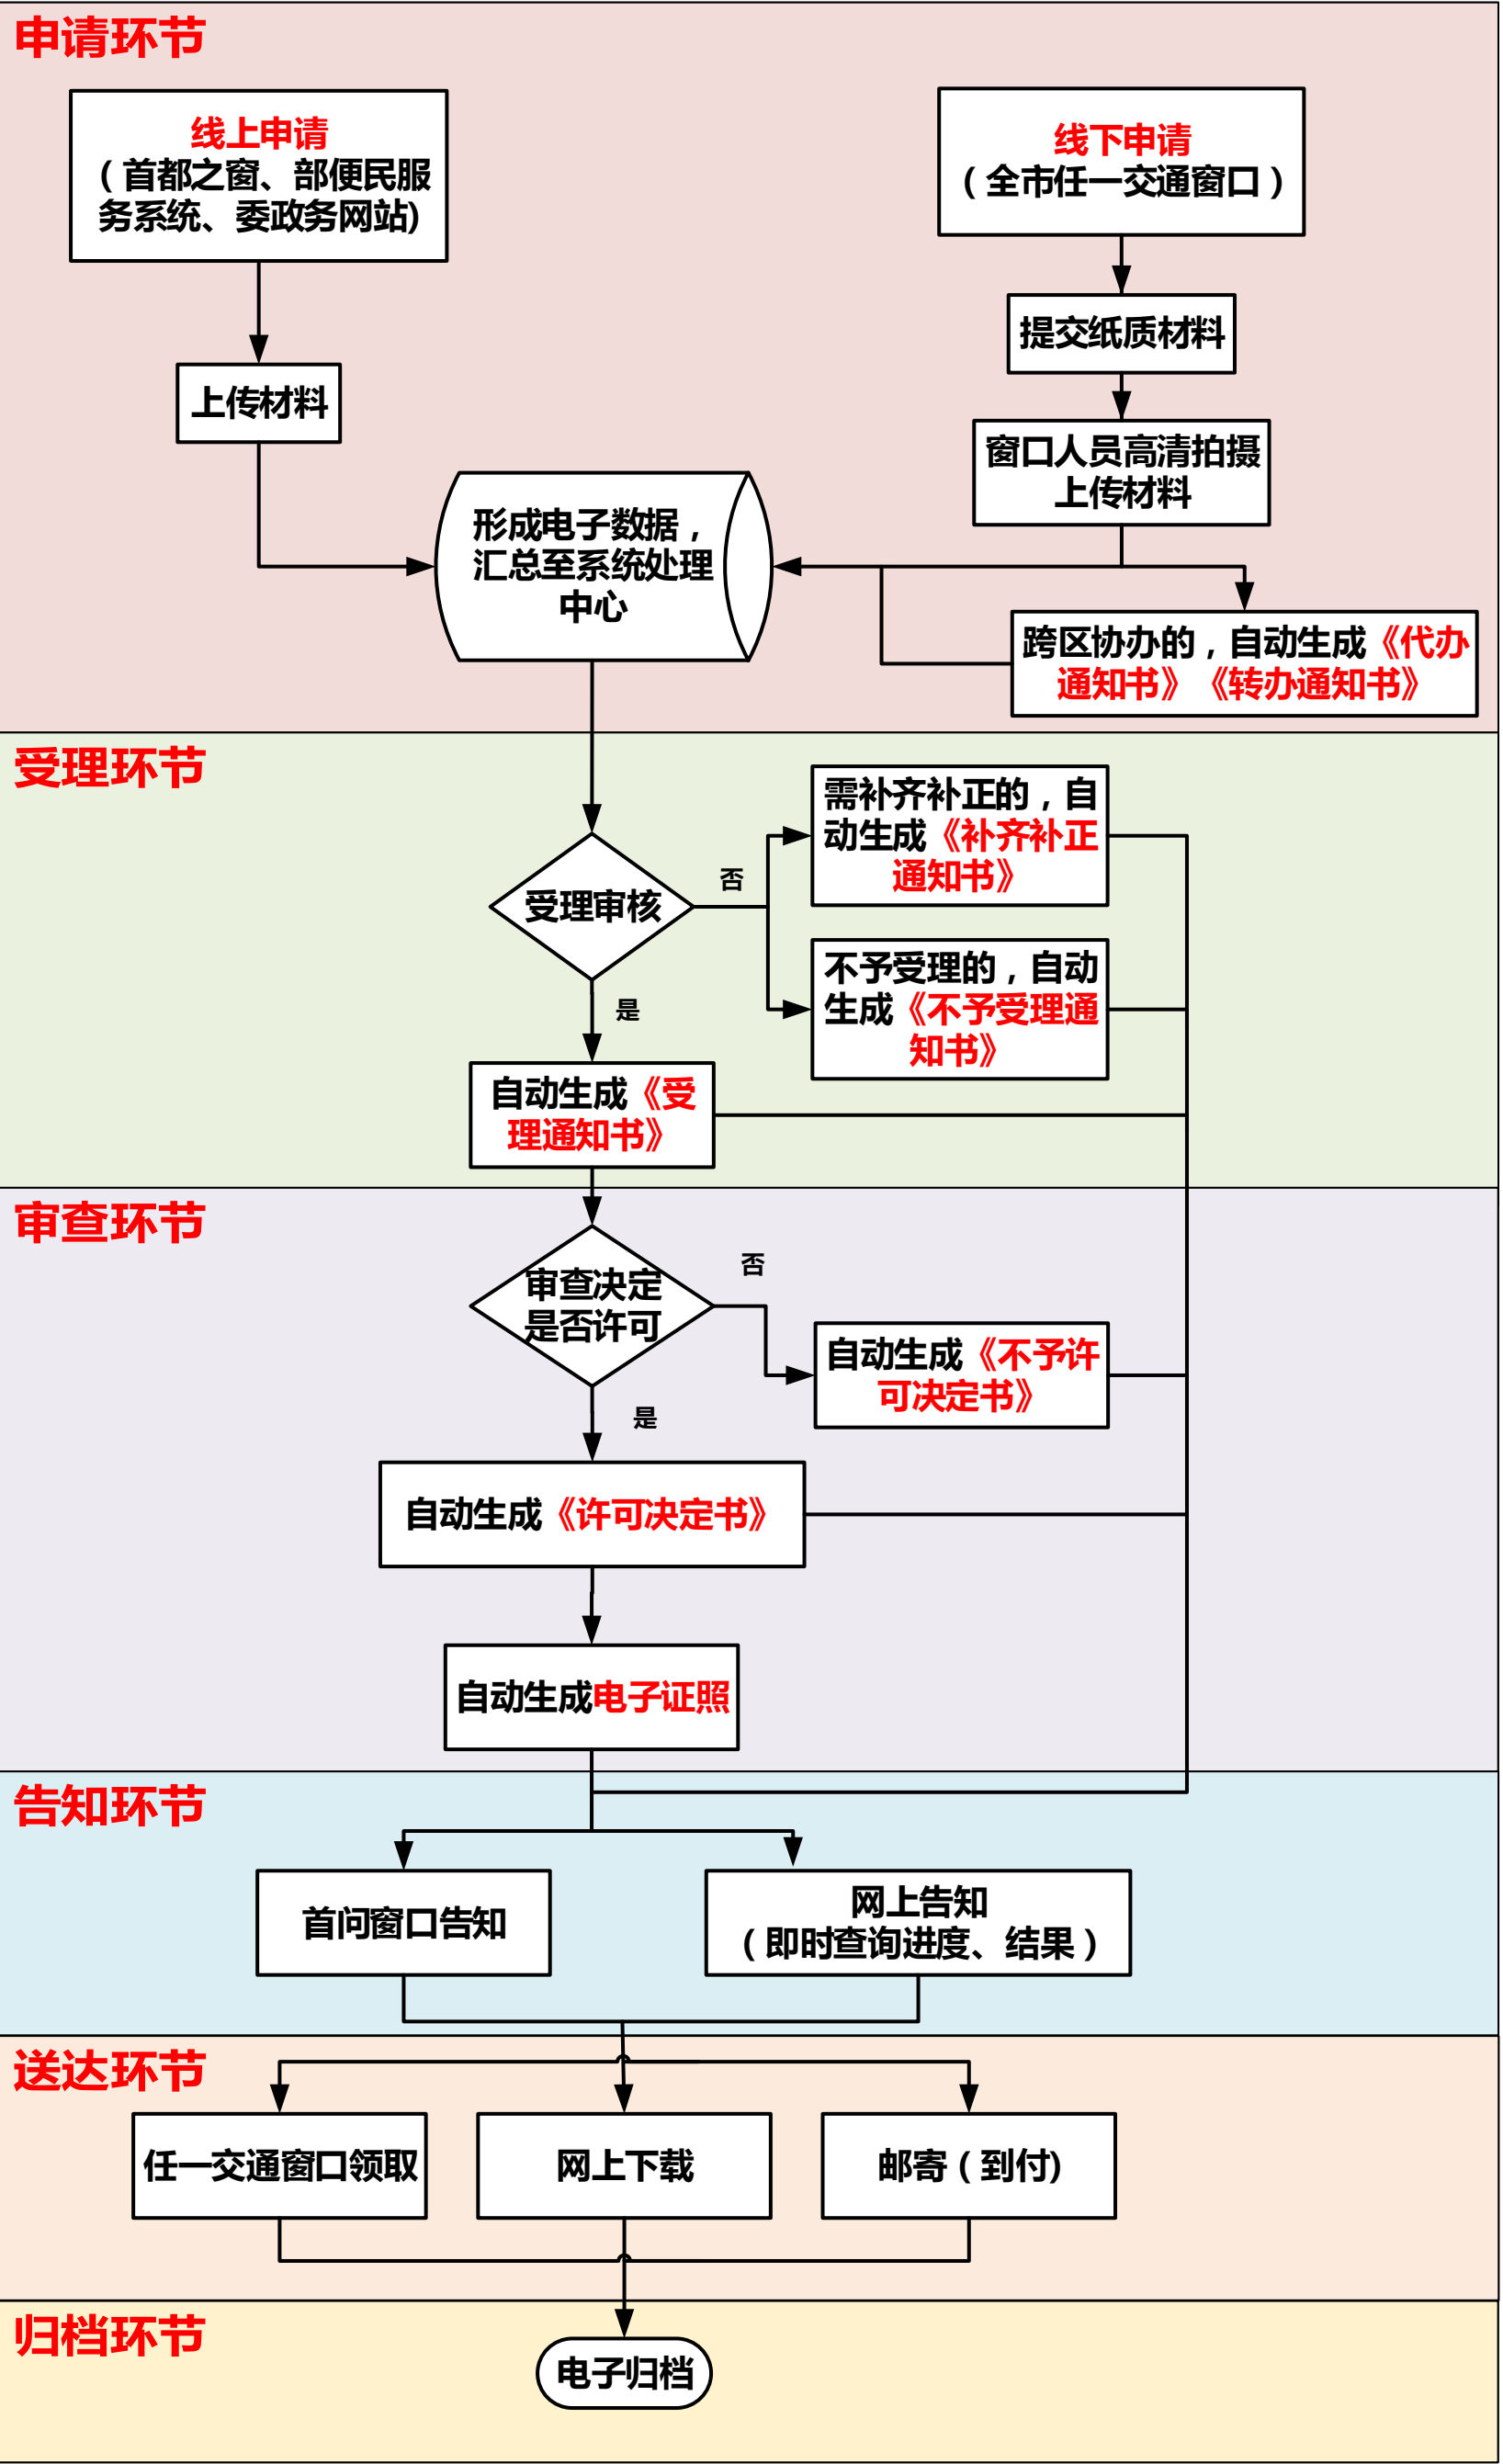 申请环节
线上申请
（首都之窗、部便民服
务系统、委政务网站)
线下申请
（全市任一交通窗口）
提交纸质材料
上传材料
窗口人员高清拍摄
上传材料
形成电子数据，
汇总至系统处理
中心
跨区协办的，自动生成《代办
通知书》《转办通知书》
受理环节
需补齐补正的，自
动生成《补齐补正
通知书》
否
受理审核
不予受理的，自动
生成《不予受理通
知书》
是
自动生成《受
理通知书》
审查环节
否
审查决定
是否许可
自动生成《不予许
可决定书》
是
自动生成《许可决定书》
自动生成电子证照
告知环节
首问窗口告知
网上告知
（即时查询进度、结果）
送达环节
任一交通窗口领取
网上下载
邮寄（到付)
归档环节
电子归档